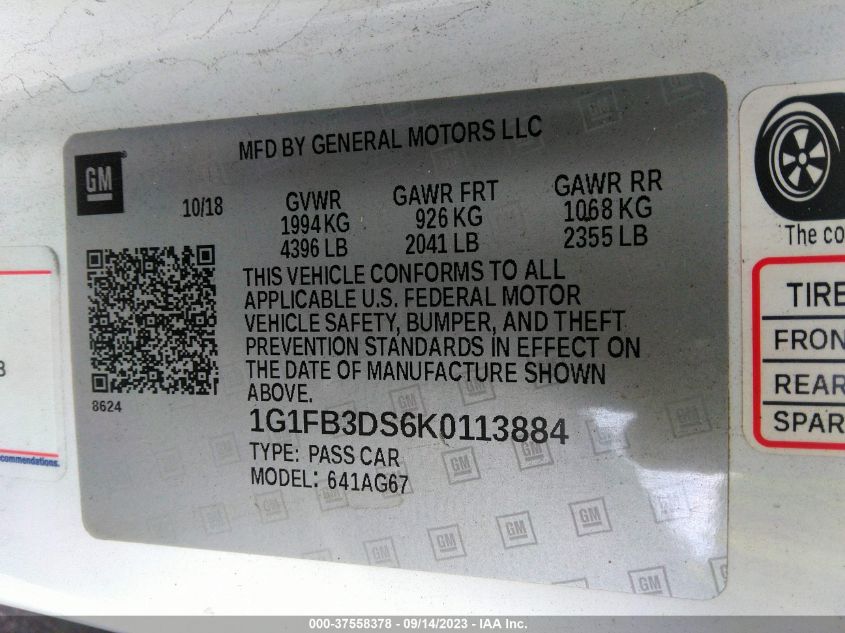 MFD BY GENERAL MOTORS LLC
GM
10/18
GVWR GAWR FRT GAWR RR
1994 KG 926 KG 1068 KG
4396 LB 2041 LB 2355 LB
THIS VEHICLE CONFORMS TO ALL
APPLICABLE U.S. FEDERAL MOTOR
VEHICLE SAFETY, BUMPER, AND THEFT
PREVENTION STANDARDS IN EFFECT ON
THE DATE OF MANUFACTURE SHOWN
ABOVE.
8624
1G1FB3DS6K0113884
TYPE: PASS CAR
MODEL: 641AG67
commendations.
The co
TIRE
FRON
REAR
SPAR
000-37558378 - 09/14/2023 - IAA Inc.